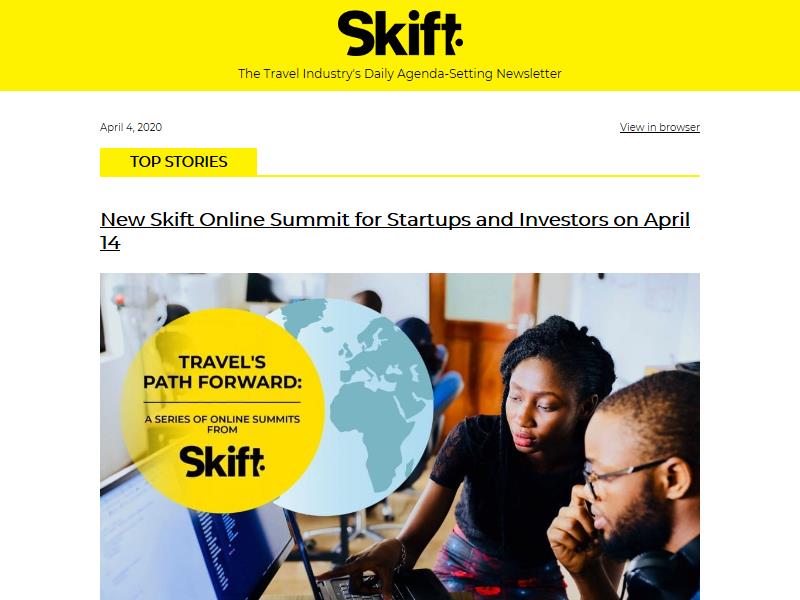 Skift
The Travel Industry's Daily Agenda-Setting Newsletter
April 4, 2020
View in browser
TOP STORIES
New Skift Online Summit for Startups and Investors on April
14
TRAVEL'S
PATH FORWARD:
A SERIES OF ONLINE SUMMITS
FROM
Skift